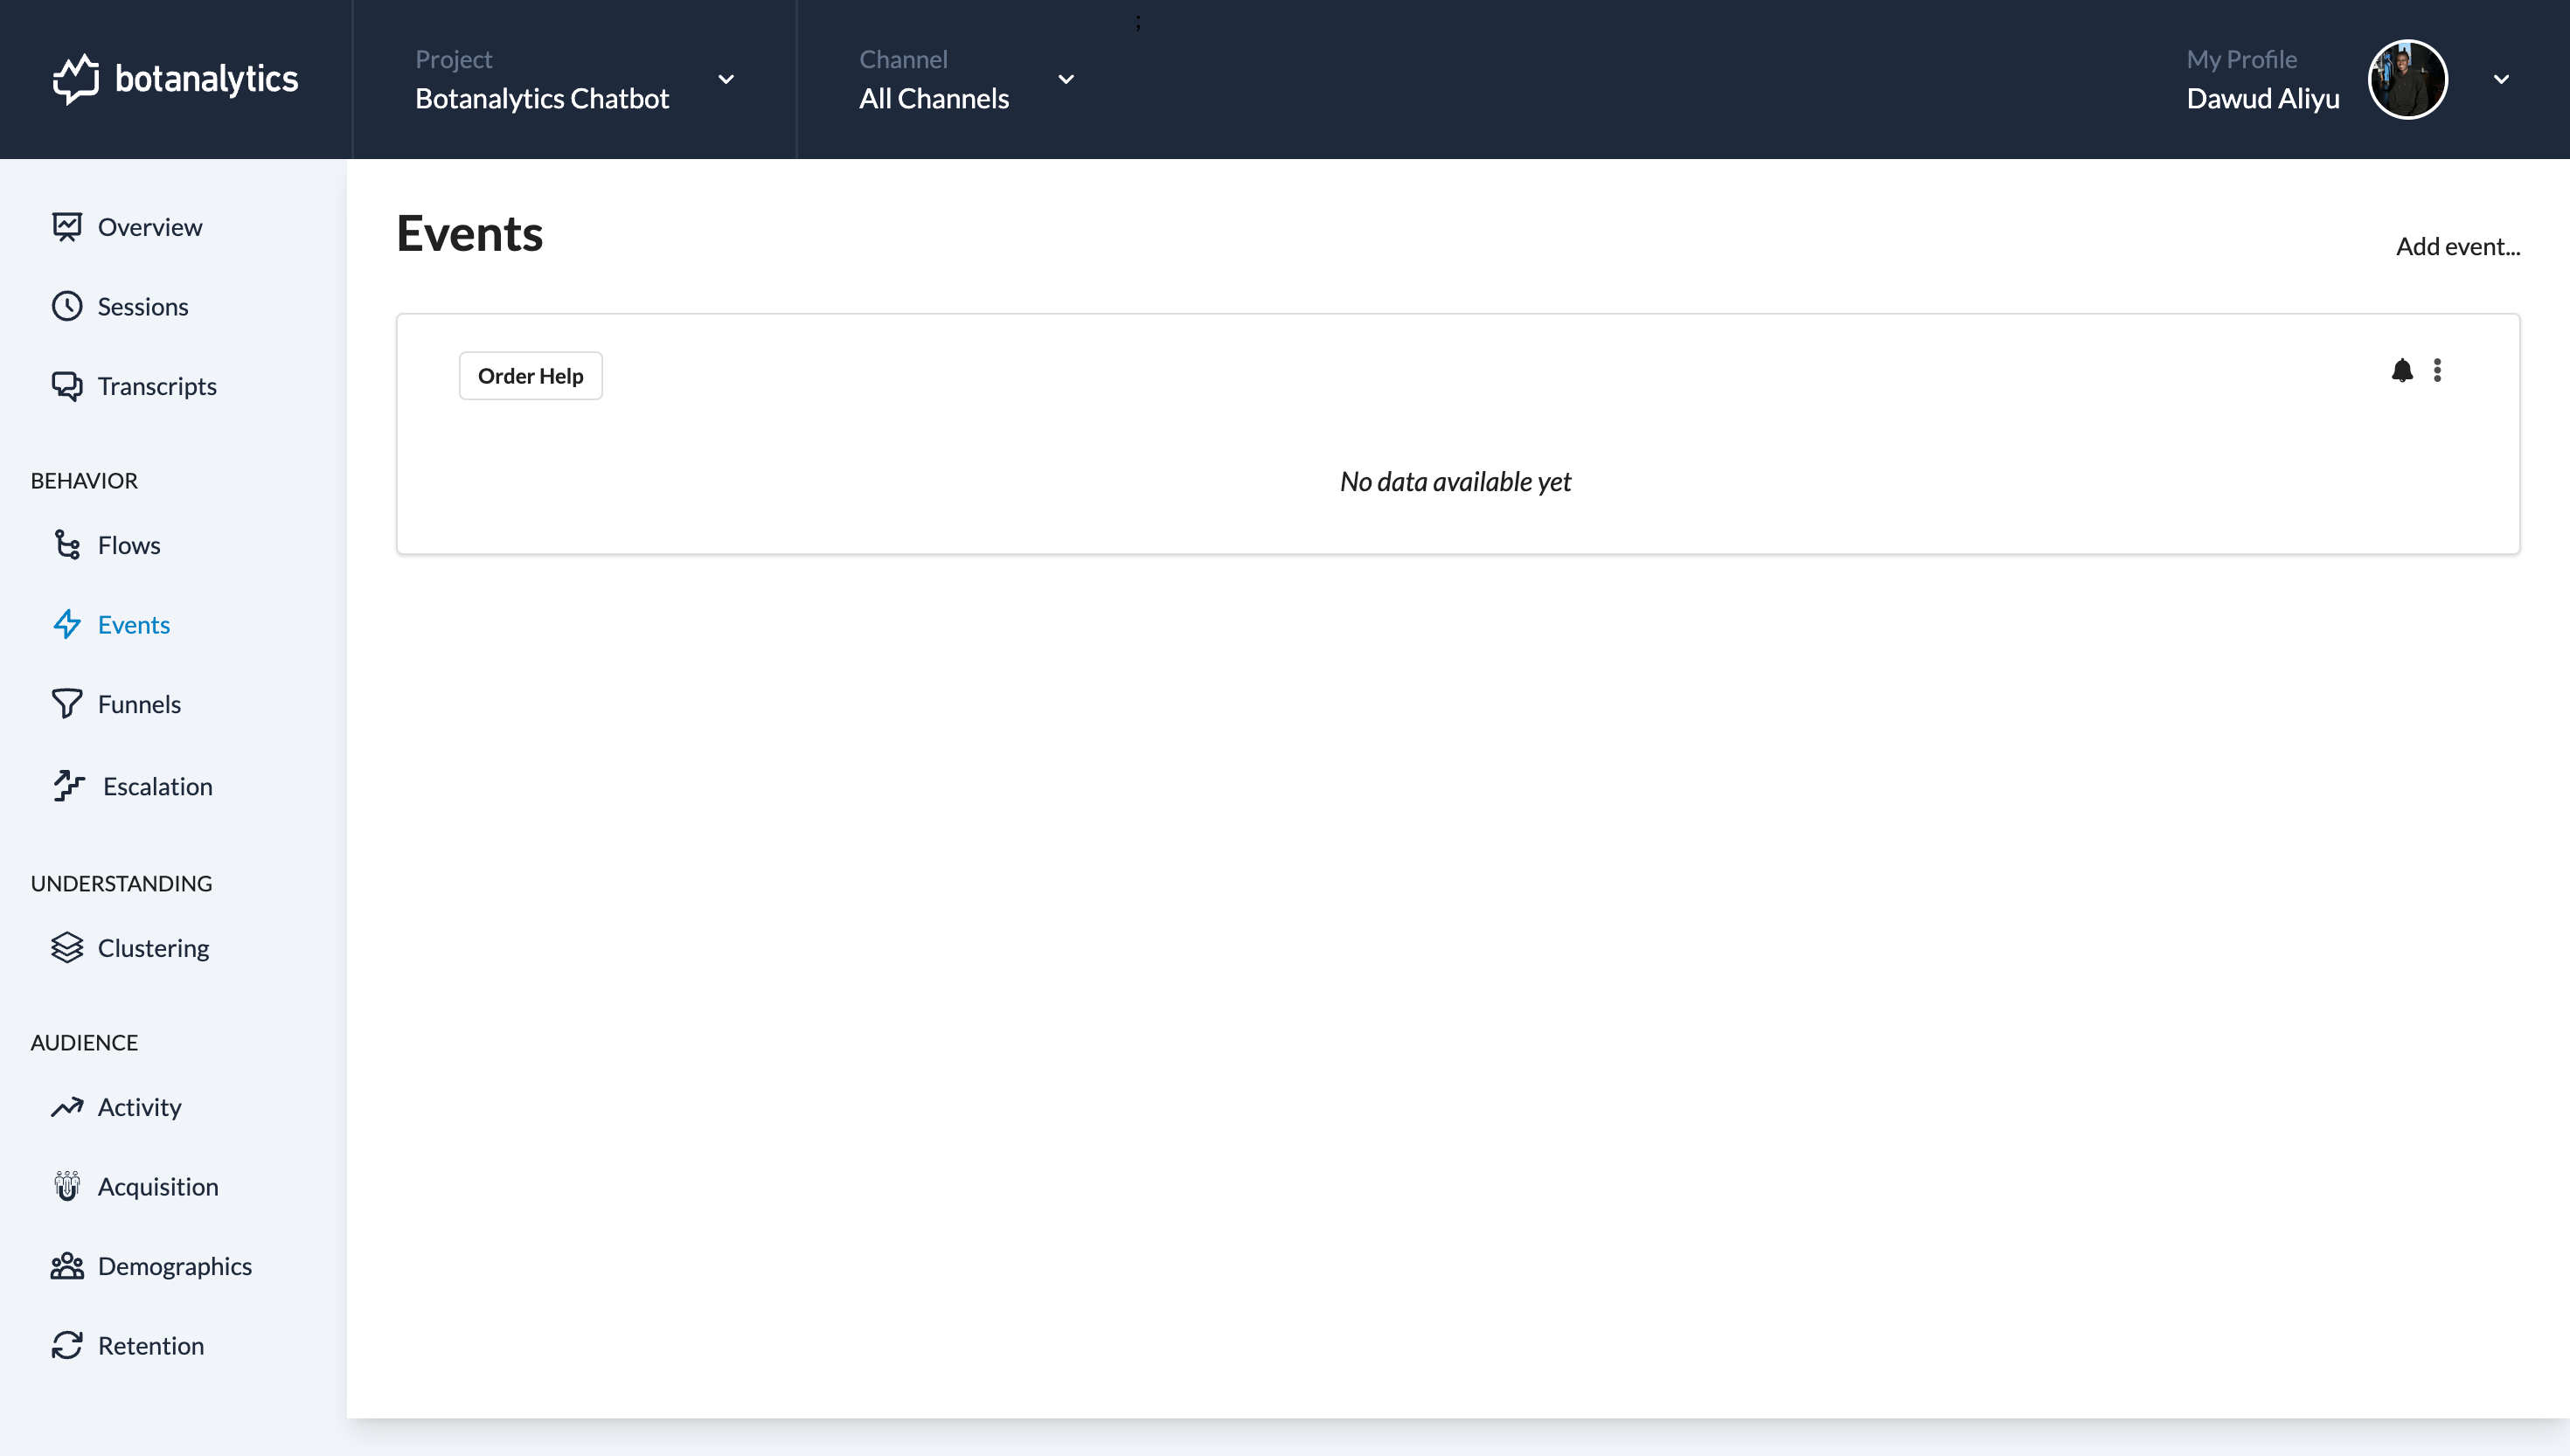 botanalytics
Project
Botanalytics Chatbot
Channel
All Channels
;
My Profile
Dawud Aliyu
Overview
Sessions
Transcripts
BEHAVIOR
Flows
Events
Funnels
Escalation
UNDERSTANDING
Clustering
AUDIENCE
Activity
Acquisition
Demographics
Retention
Events
Add event...
Order Help
No data available yet